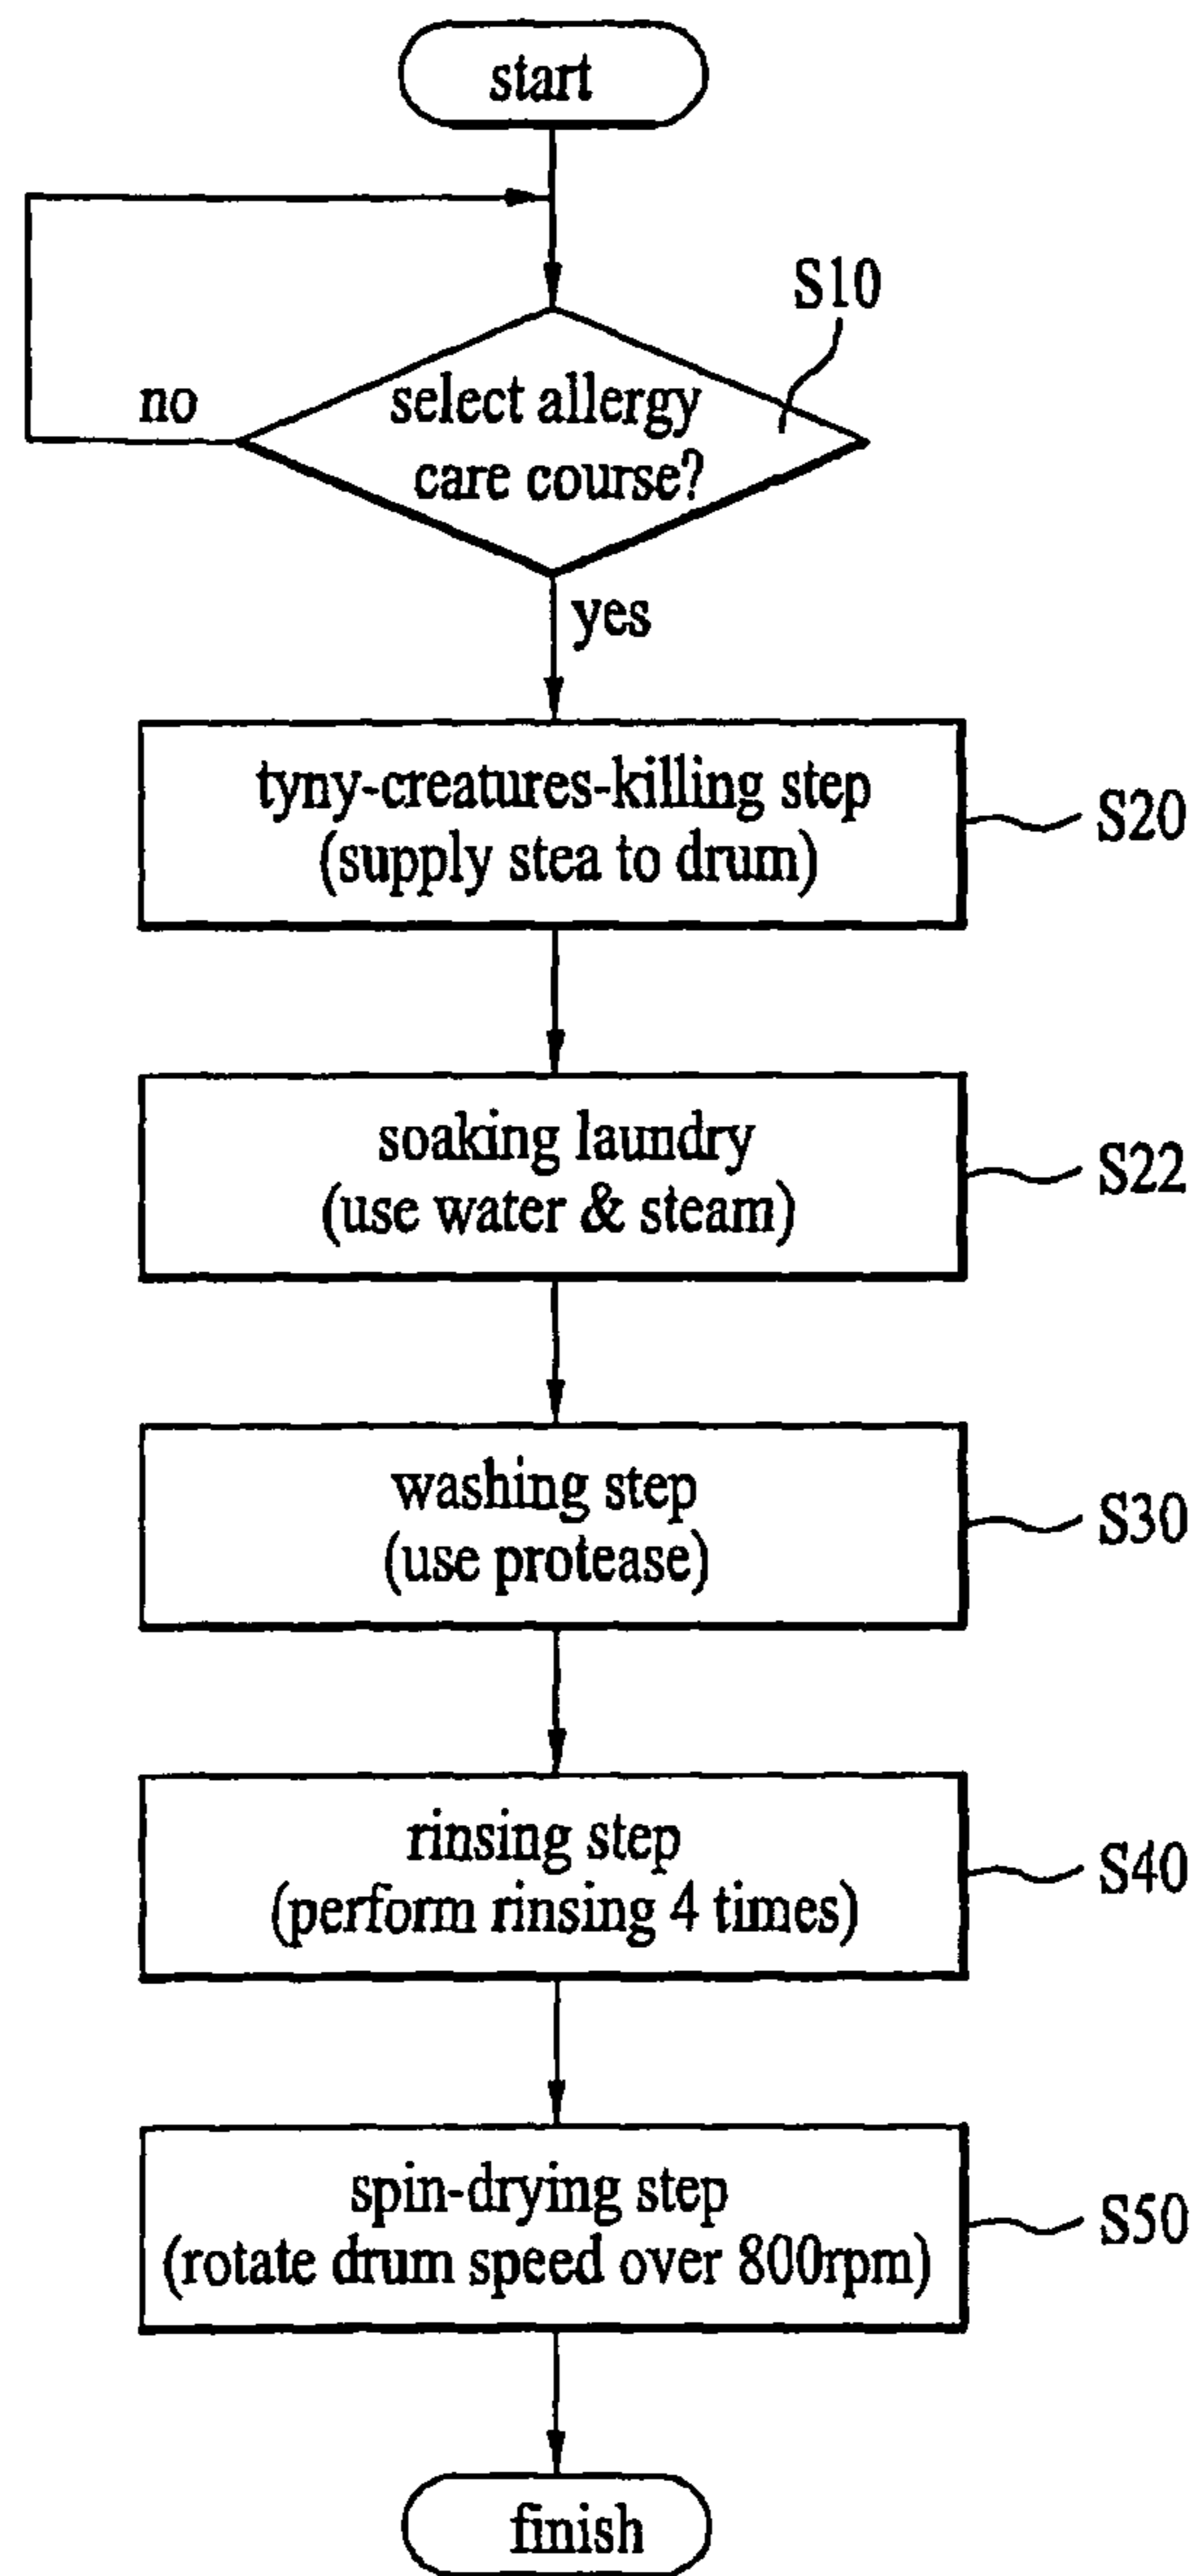 start
S10
no
select allergy
care course?
yes
tyny-creatures-killing step
(supply stea to drum)
S20
soaking laundry
(use water & steam)
S22
washing step
(use protease)
S30
rinsing step
(perform rinsing 4 times)
S40
spin-drying step
(rotate drum speed over 800rpm)
S50
finish